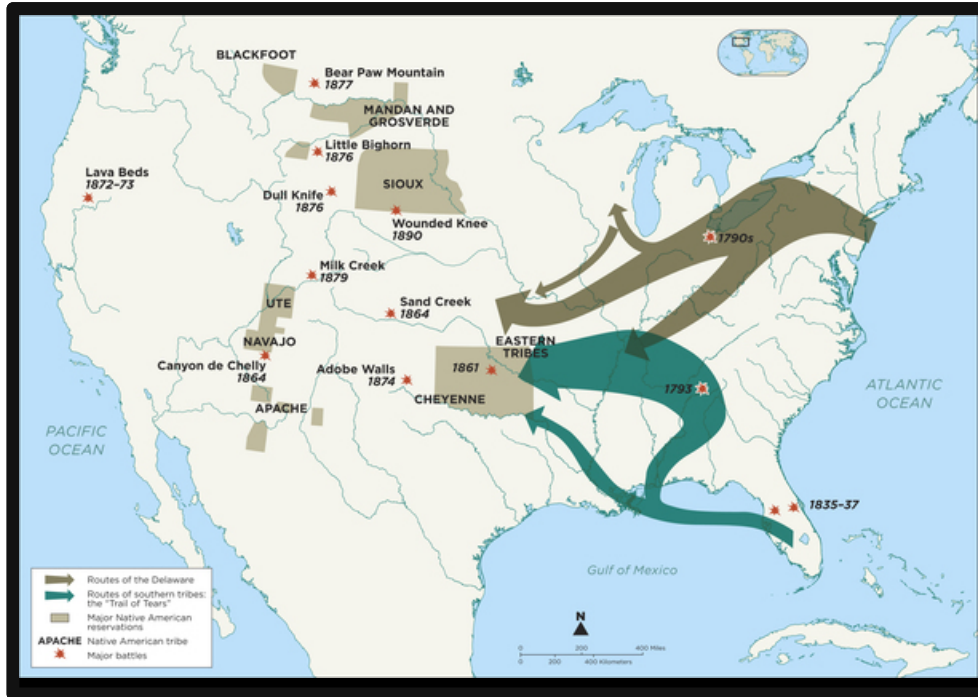 BLACKFOOT
Bear Paw Mountain
1877
MANDAN AND
GROSVERDE
Little Bighorn
1876
Lava Beds
1872–73
SIOUX
Dull Knife
1876
Wounded Knee
1890
1790s
Milk Creek
1879
UTE
Sand Creek
1864
NAVAJO
EASTERN
TRIBES
Canyon de Chelly
1864
Adobe Walls
1874
1861
CHEYENNE
1793
APACHE
PACIFIC
OCEAN
ATLANTIC
OCEAN
1835–37
Gulf of Mexico
Routes of the Delaware
Routes of southern tribes:
the "Trail of Tears"
Major Native American
reservations
APACHE Native American tribe
Major battles
N
0 200 400 Miles
0 200 400 Kilometers